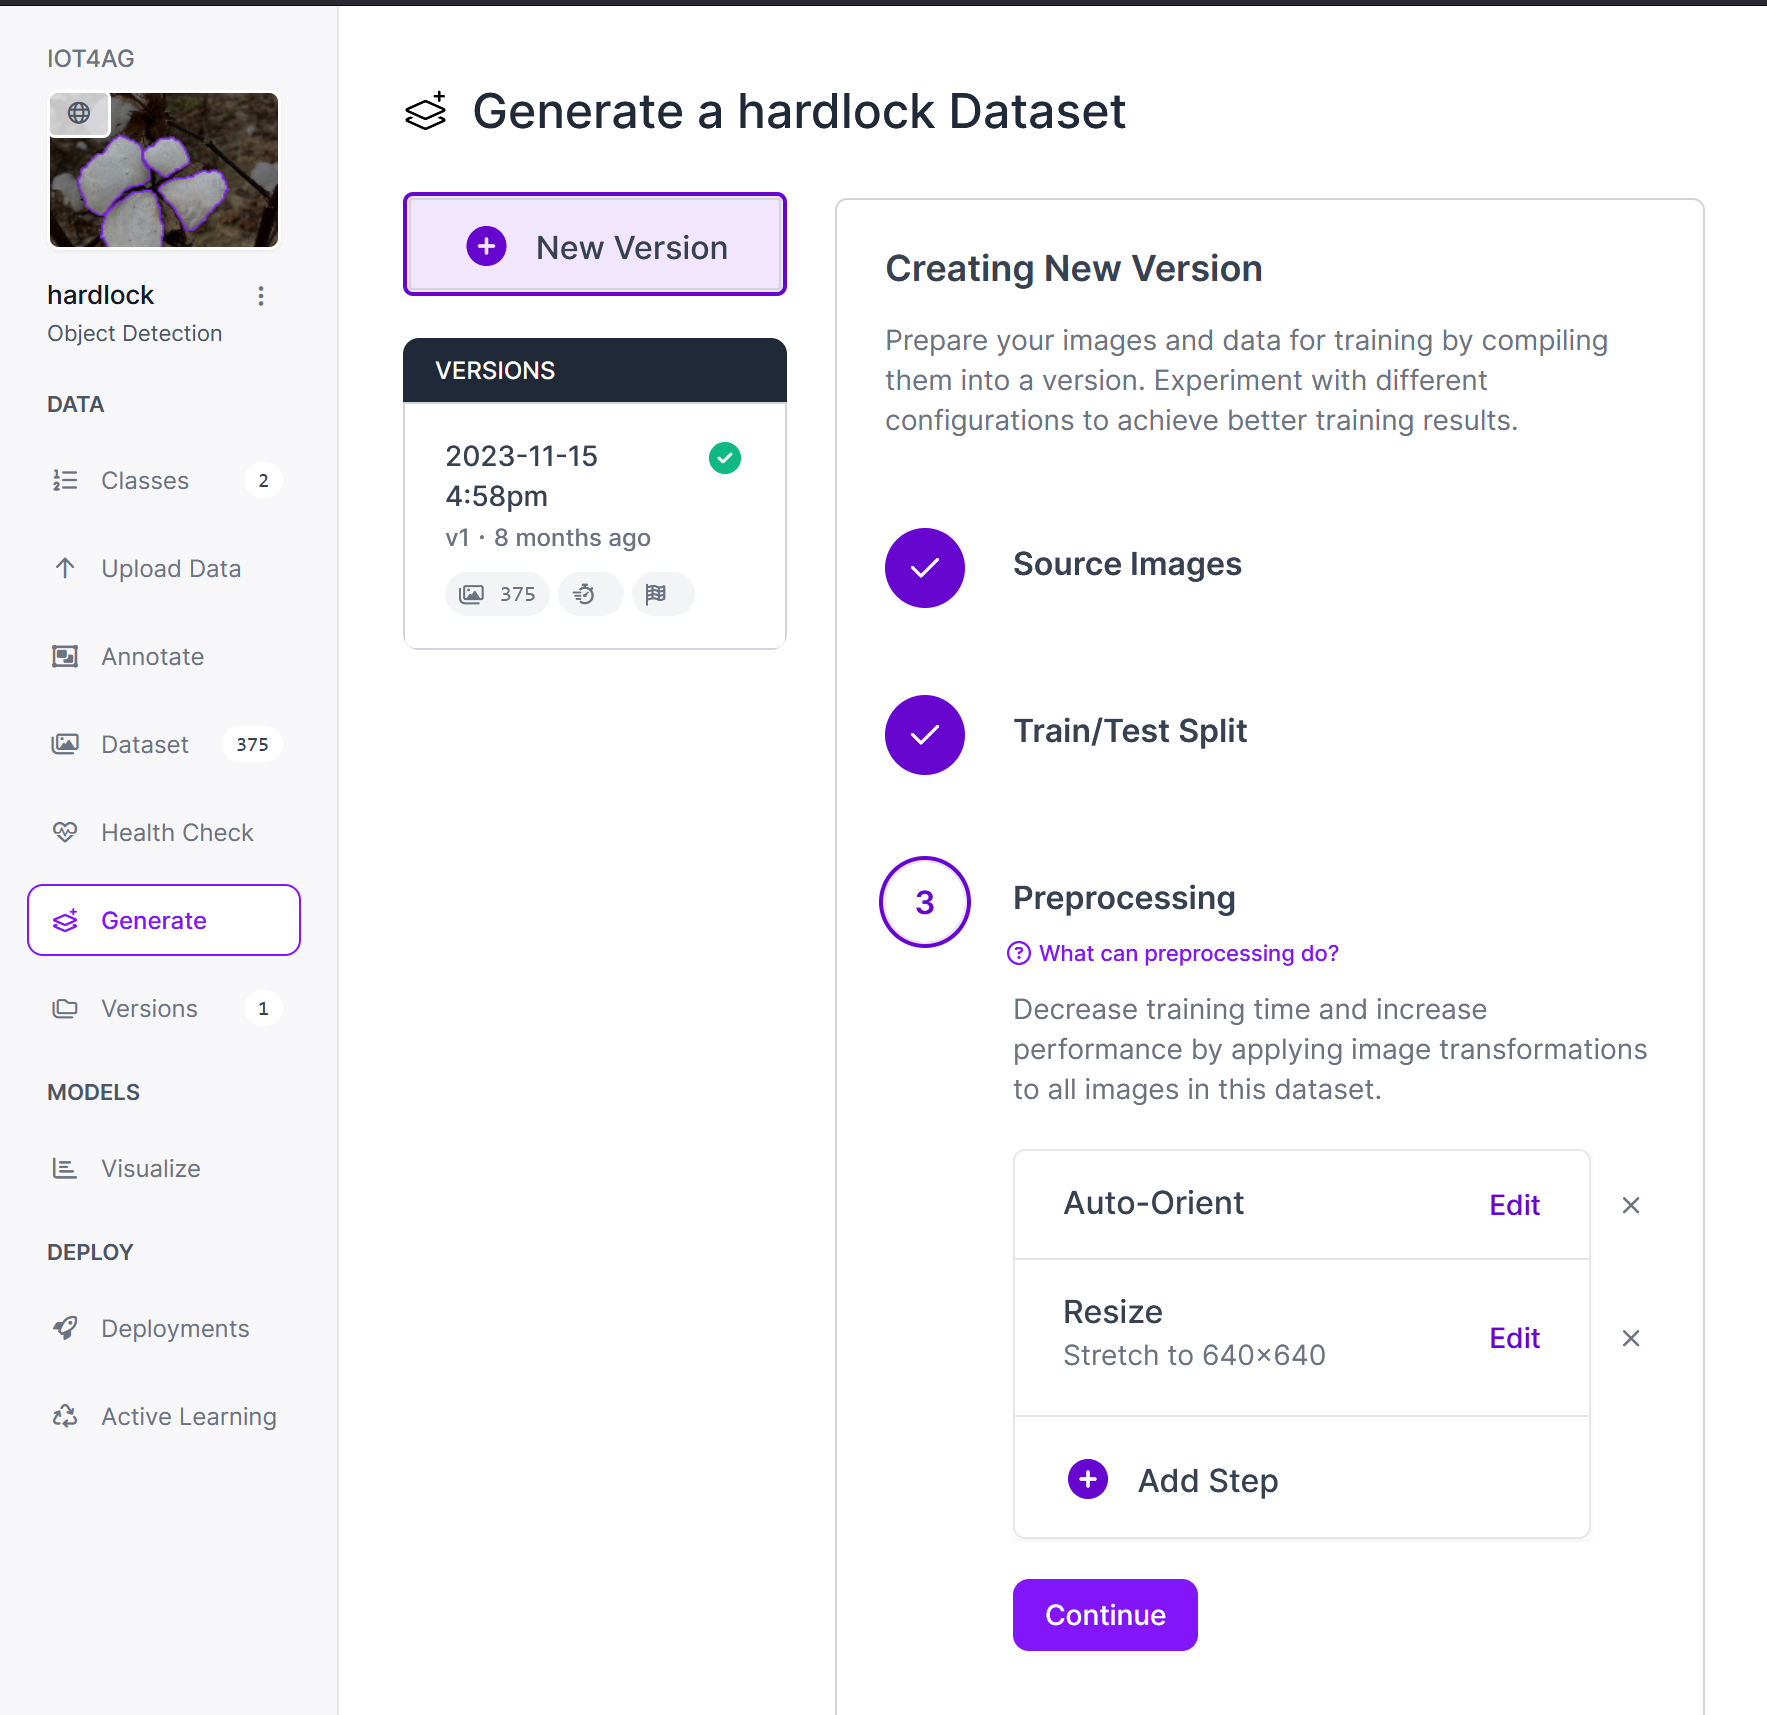 IOT4AG
hardlock
Object Detection
DATA
Classes 2
Upload Data
Annotate
Dataset 375
Health Check
Generate
Versions 1
MODELS
Visualize
DEPLOY
Deployments
Active Learning
Generate a hardlock Dataset
New Version
VERSIONS
2023-11-15
4:58pm
v1 · 8 months ago
375
Creating New Version
Prepare your images and data for training by compiling
them into a version. Experiment with different
configurations to achieve better training results.
Source Images
Train/Test Split
3 Preprocessing
What can preprocessing do?
Decrease training time and increase
performance by applying image transformations
to all images in this dataset.
Auto-Orient Edit ×
Resize
Stretch to 640×640
Edit ×
Add Step
Continue